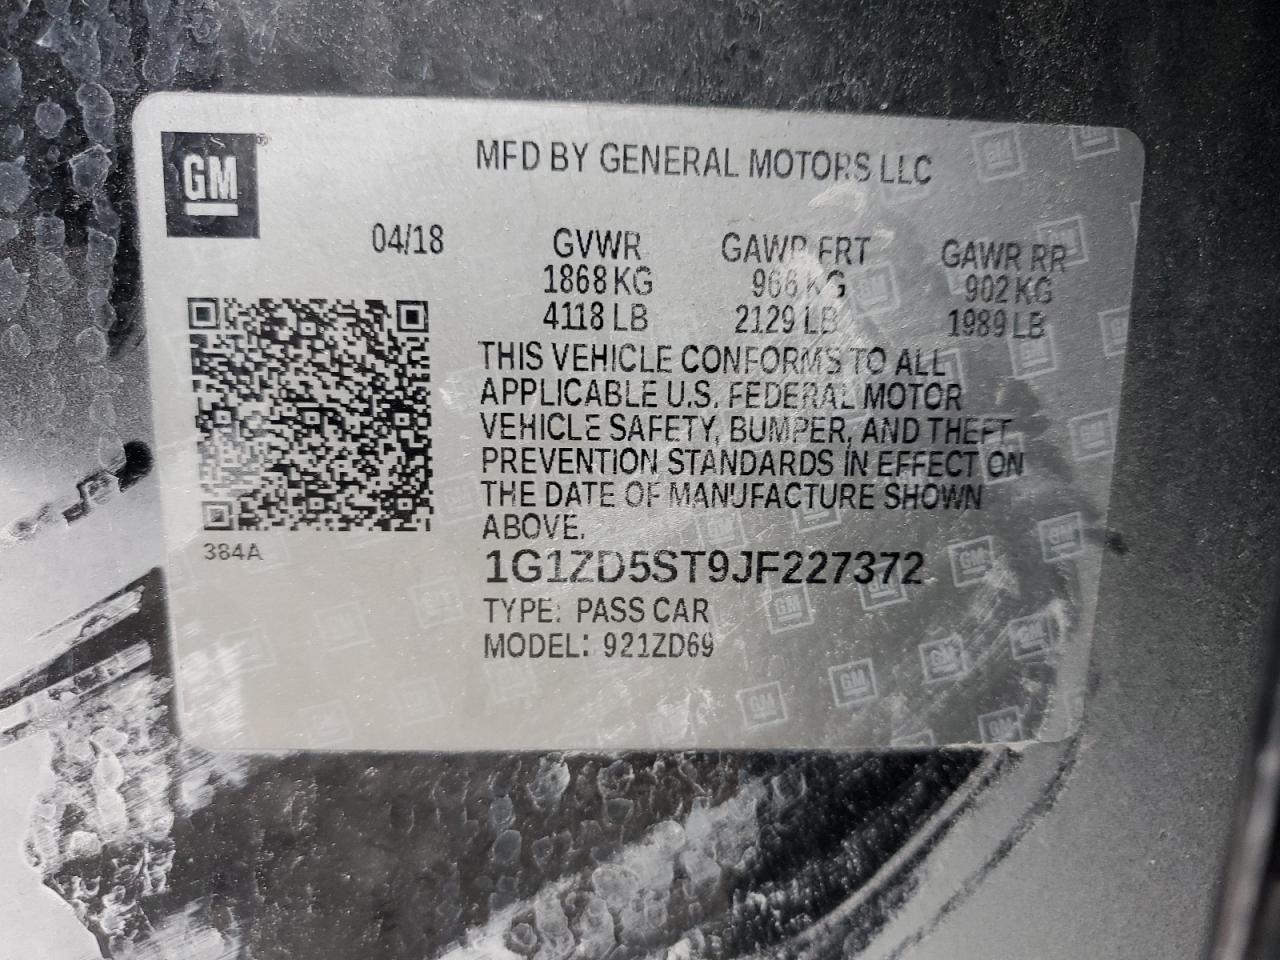 GM
MFD BY GENERAL MOTORS LLC
04/18 GVWR GAWR FRT GAWR RR
1868 KG 966 KG 902 KG
4118 LB 2129 LB 1989 LB
THIS VEHICLE CONFORMS TO ALL
APPLICABLE U.S. FEDERAL MOTOR
VEHICLE SAFETY, BUMPER, AND THEFT
PREVENTION STANDARDS IN EFFECT ON
THE DATE OF MANUFACTURE SHOWN
ABOVE.
384A
1G1ZD5ST9JF227372
TYPE: PASS CAR
MODEL: 921ZD69